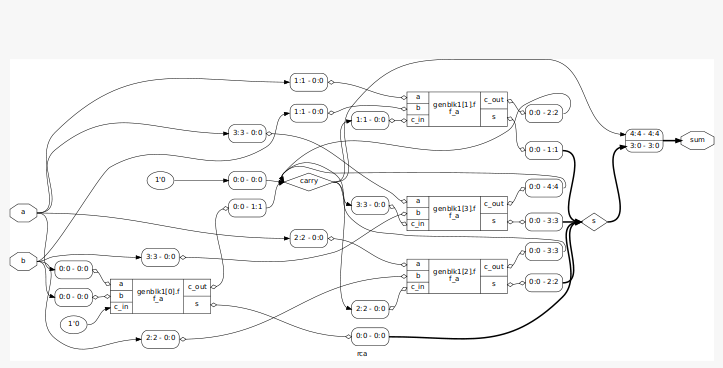 1:1 - 0:0
1:1 - 0:0
3:3 - 0:0
1'0
0:0 - 0:0
0:0 - 1:1
carry
1:1 - 0:0
a
b
c_in
genblk1[1].f
f_a
c_out
s
0:0 - 2:2
0:0 - 1:1
4:4 - 4:4
3:0 - 3:0
sum
a
b
3:3 - 0:0
a
b
c_in
genblk1[3].f
f_a
c_out
s
0:0 - 4:4
0:0 - 3:3
s
2:2 - 0:0
3:3 - 0:0
0:0 - 0:0
0:0 - 0:0
1'0
a
b
c_in
genblk1[0].f
f_a
c_out
s
2:2 - 0:0
a
b
c_in
genblk1[2].f
f_a
c_out
s
0:0 - 3:3
0:0 - 2:2
2:2 - 0:0
0:0 - 0:0
rca